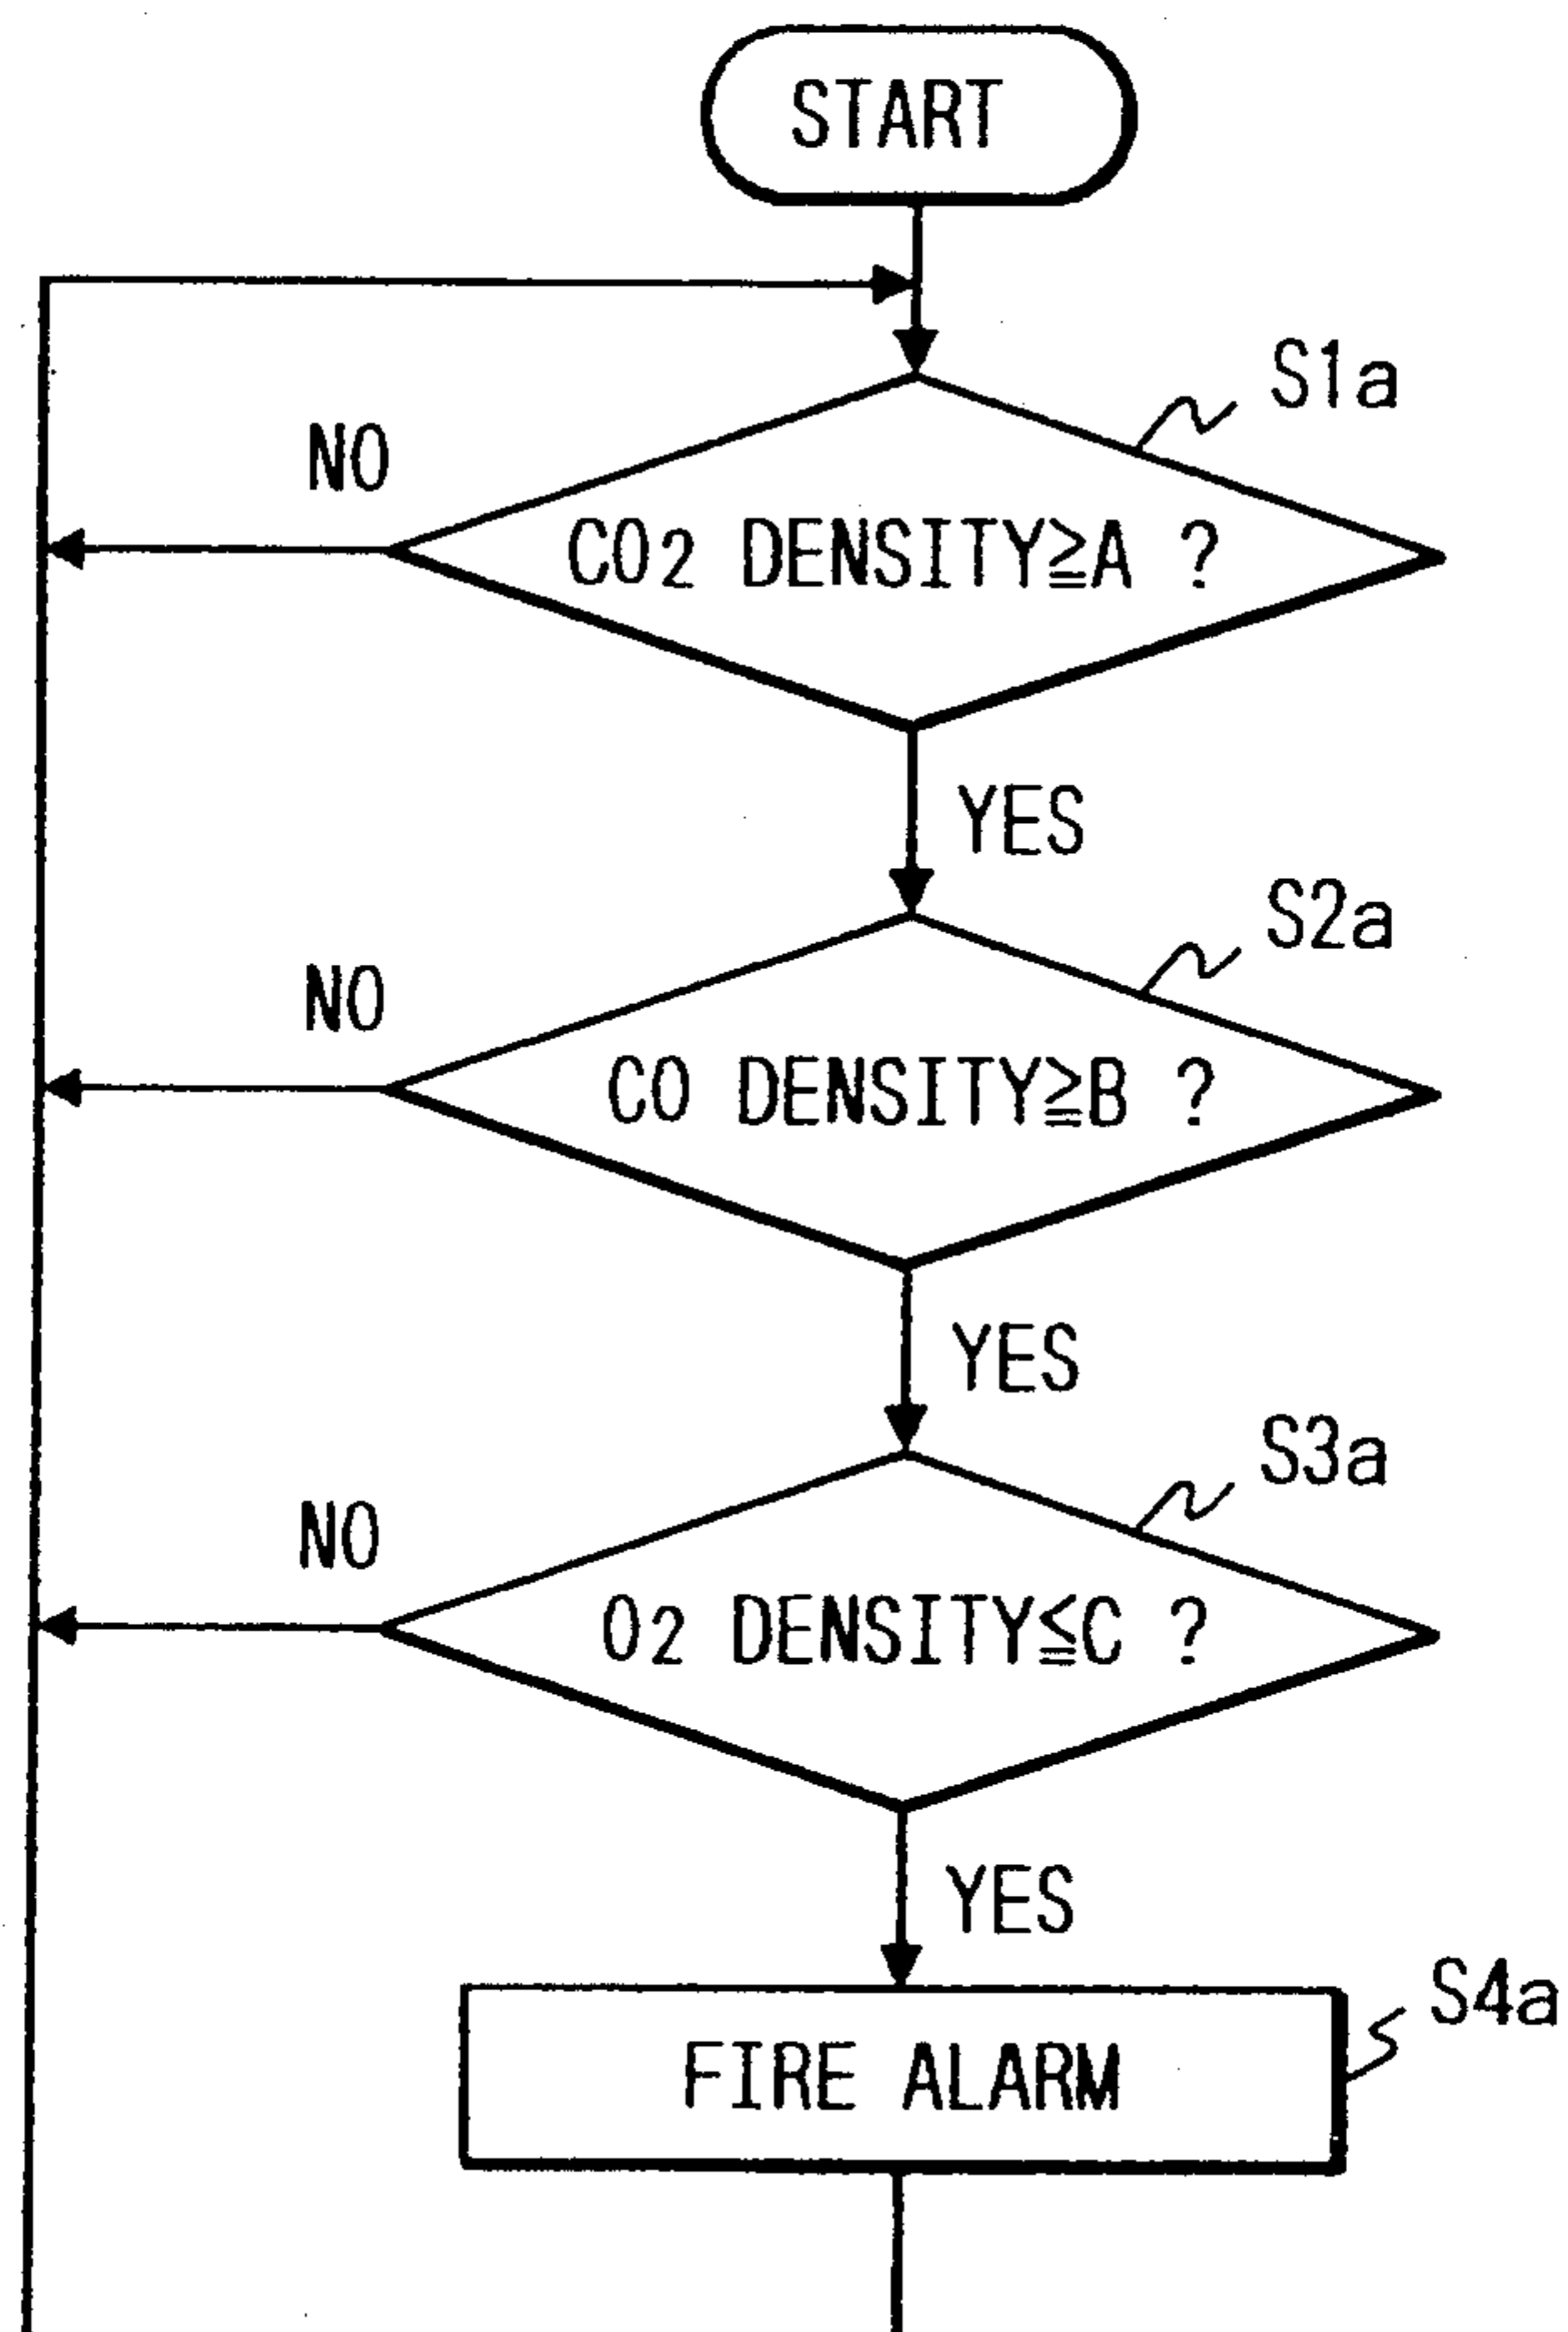 START
S1a
NO
CO2 DENSITY≧A ?
YES
S2a
NO
CO DENSITY≧B ?
YES
S3a
NO
O2 DENSITY≦C ?
YES
S4a
FIRE ALARM